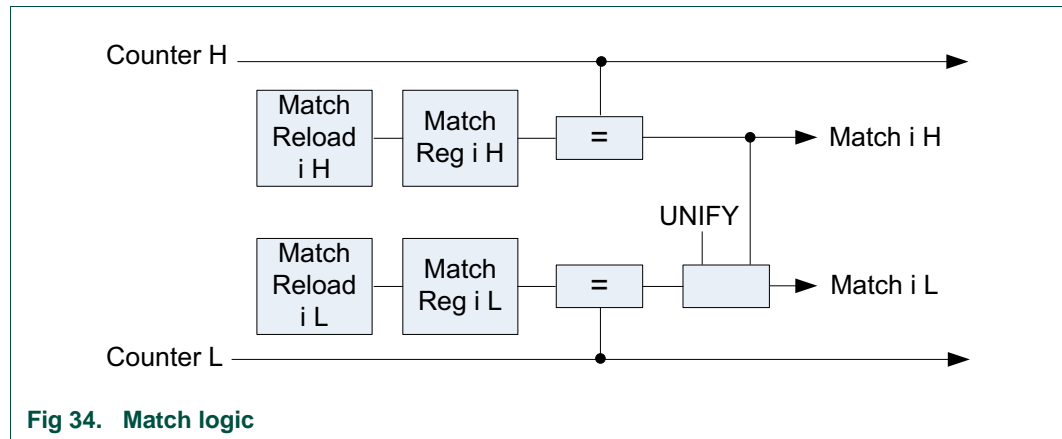 Counter H
Match
Reload
i H
Match
Reg i H
=
Match i H
UNIFY
Match
Reload
i L
Match
Reg i L
=
Match i L
Counter L
Fig 34. Match logic